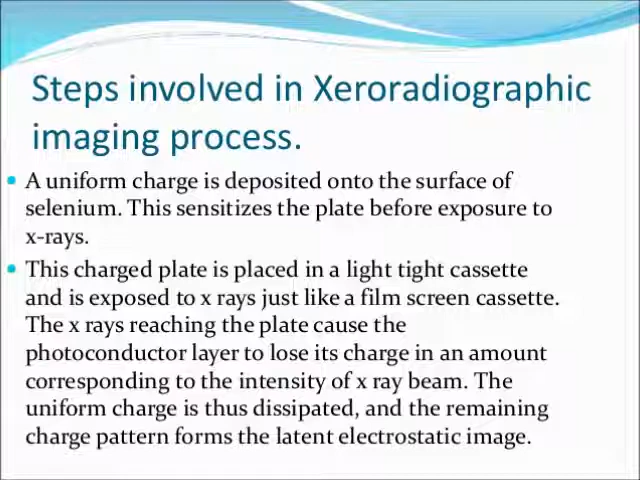 Steps involved in Xeroradiographic
imaging process.
• A uniform charge is deposited onto the surface of
selenium. This sensitizes the plate before exposure to
x-rays.
• This charged plate is placed in a light tight cassette
and is exposed to x rays just like a film screen cassette.
The x rays reaching the plate cause the
photoconductor layer to lose its charge in an amount
corresponding to the intensity of x ray beam. The
uniform charge is thus dissipated, and the remaining
charge pattern forms the latent electrostatic image.